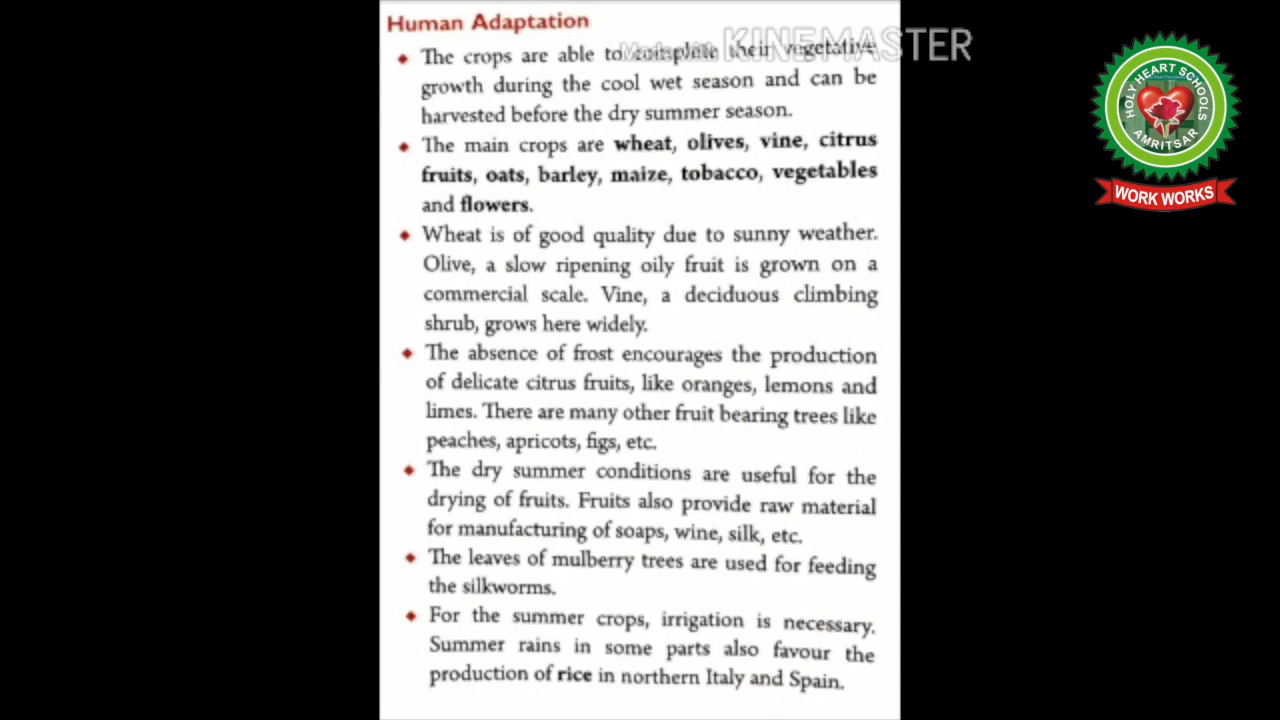 Human Adaptation
Made with KINEMASTER
The crops are able to complete their vegetative
growth during the cool wet season and can be
harvested before the dry summer season.
The main crops are wheat, olives, vine, citrus
fruits, oats, barley, maize, tobacco, vegetables
and flowers.
Wheat is of good quality due to sunny weather.
Olive, a slow ripening oily fruit is grown on a
commercial scale. Vine, a deciduous climbing
shrub, grows here widely.
The absence of frost encourages the production
of delicate citrus fruits, like oranges, lemons and
limes. There are many other fruit bearing trees like
peaches, apricots, figs, etc.
The dry summer conditions are useful for the
drying of fruits. Fruits also provide raw material
for manufacturing of soaps, wine, silk, etc.
The leaves of mulberry trees are used for feeding
the silkworms.
For the summer crops, irrigation is necessary.
Summer rains in some parts also favour the
production of rice in northern Italy and Spain.
HOLY HEART SCHOOLS
AMRITSAR
WORK WORKS